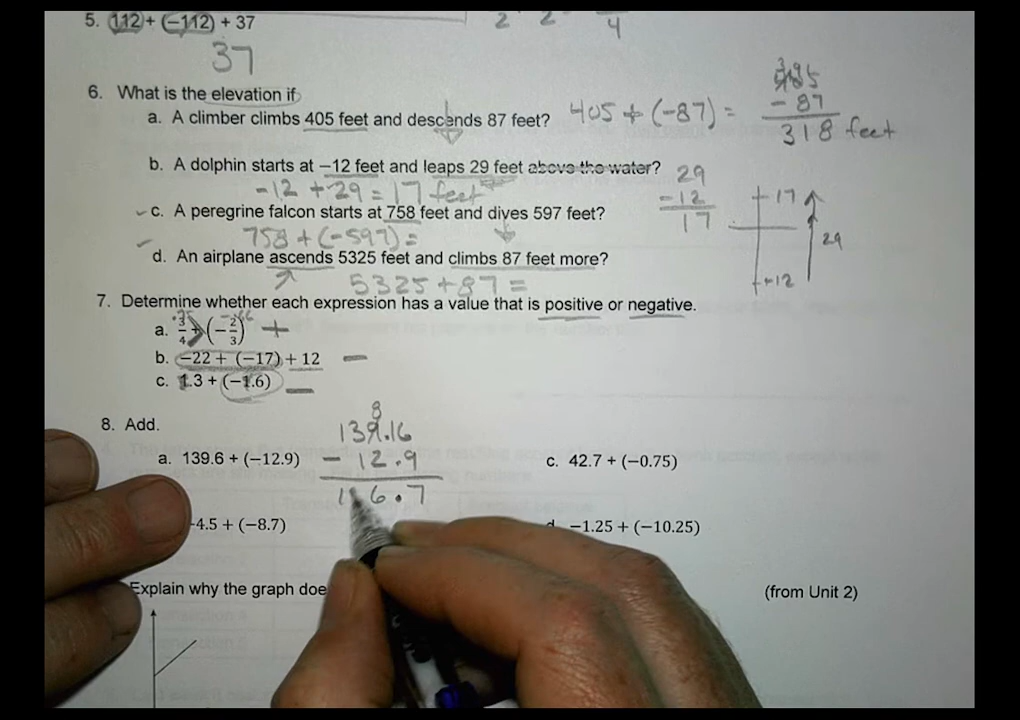 5. 112 + (−112) + 37
37
2 2 4
6. What is the elevation if
a. A climber climbs 405 feet and descends 87 feet? 405 + (-87) =
- 87
318 feet
b. A dolphin starts at −12 feet and leaps 29 feet above the water?
-12 + 29 = 17 feet
29
-12
17
c. A peregrine falcon starts at 758 feet and dives 597 feet?
758 + (-597) =
17
29
-12
d. An airplane ascends 5325 feet and climbs 87 feet more?
5325 + 87 =
7. Determine whether each expression has a value that is positive or negative.
a. 3/4 + (−2/3) +
b. −22 + (−17) + 12 —
c. 1.3 + (−1.6) —
8. Add.
8
139.16
- 12.9
6.7
a. 139.6 + (−12.9)
c. 42.7 + (−0.75)
-4.5 + (−8.7)
−1.25 + (−10.25)
Explain why the graph doe
(from Unit 2)